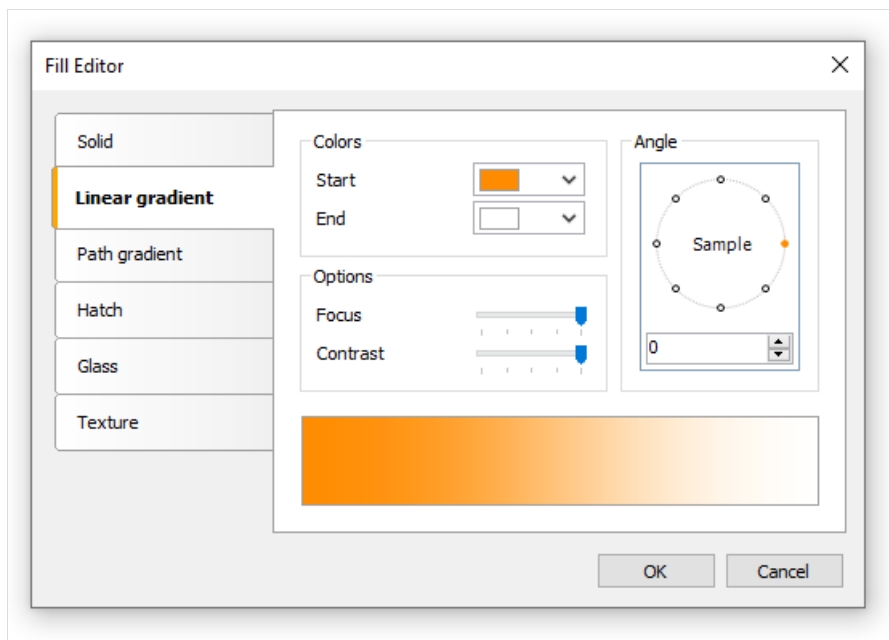 Fill Editor
Solid
Linear gradient
Path gradient
Hatch
Glass
Texture
Colors
Start
End
Options
Focus
Contrast
Angle
Sample
0
OK
Cancel